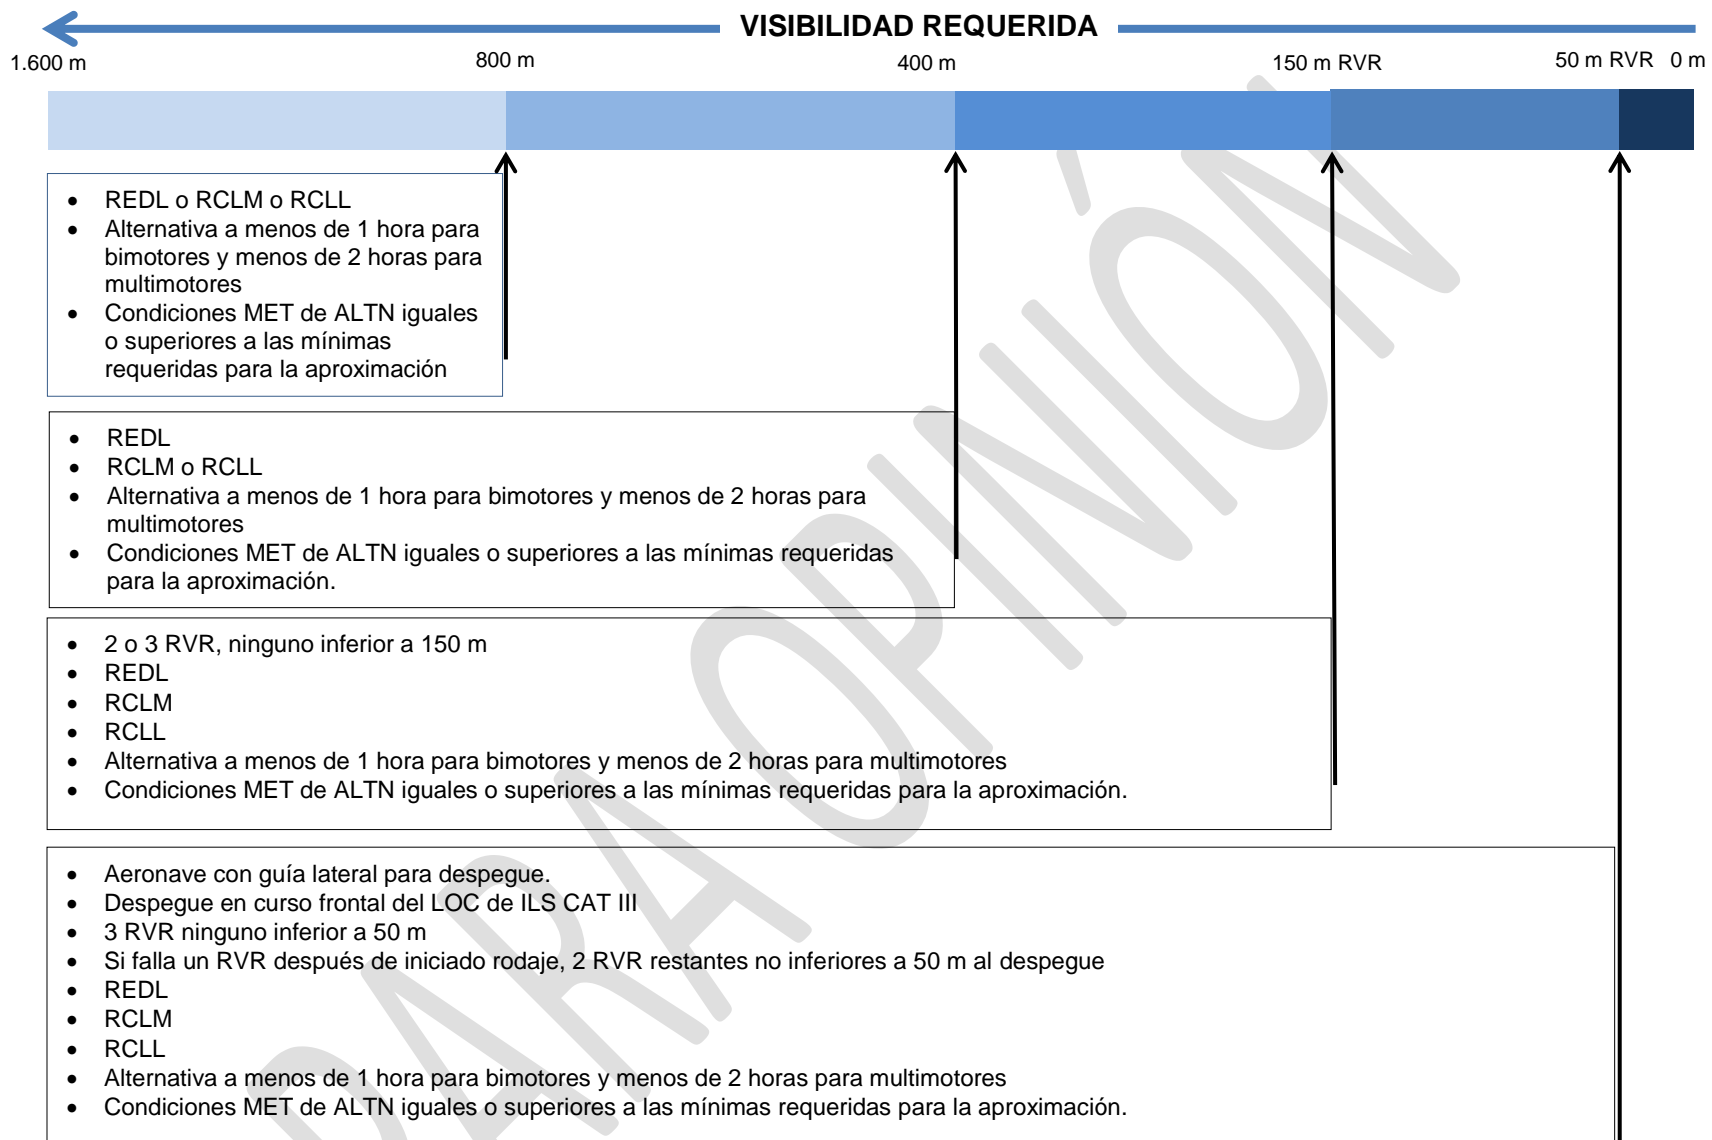 VISIBILIDAD REQUERIDA
1.600 m
800 m
400 m
150 m RVR
50 m RVR
0 m
• REDL o RCLM o RCLL
• Alternativa a menos de 1 hora para
bimotores y menos de 2 horas para
multimotores
• Condiciones MET de ALTN iguales
o superiores a las mínimas
requeridas para la aproximación
• REDL
• RCLM o RCLL
• Alternativa a menos de 1 hora para bimotores y menos de 2 horas para
multimotores
• Condiciones MET de ALTN iguales o superiores a las mínimas requeridas
para la aproximación.
• 2 o 3 RVR, ninguno inferior a 150 m
• REDL
• RCLM
• RCLL
• Alternativa a menos de 1 hora para bimotores y menos de 2 horas para multimotores
• Condiciones MET de ALTN iguales o superiores a las mínimas requeridas para la aproximación.
• Aeronave con guía lateral para despegue.
• Despegue en curso frontal del LOC de ILS CAT III
• 3 RVR ninguno inferior a 50 m
• Si falla un RVR después de iniciado rodaje, 2 RVR restantes no inferiores a 50 m al despegue
• REDL
• RCLM
• RCLL
• Alternativa a menos de 1 hora para bimotores y menos de 2 horas para multimotores
• Condiciones MET de ALTN iguales o superiores a las mínimas requeridas para la aproximación.
PARA OPINIÓN